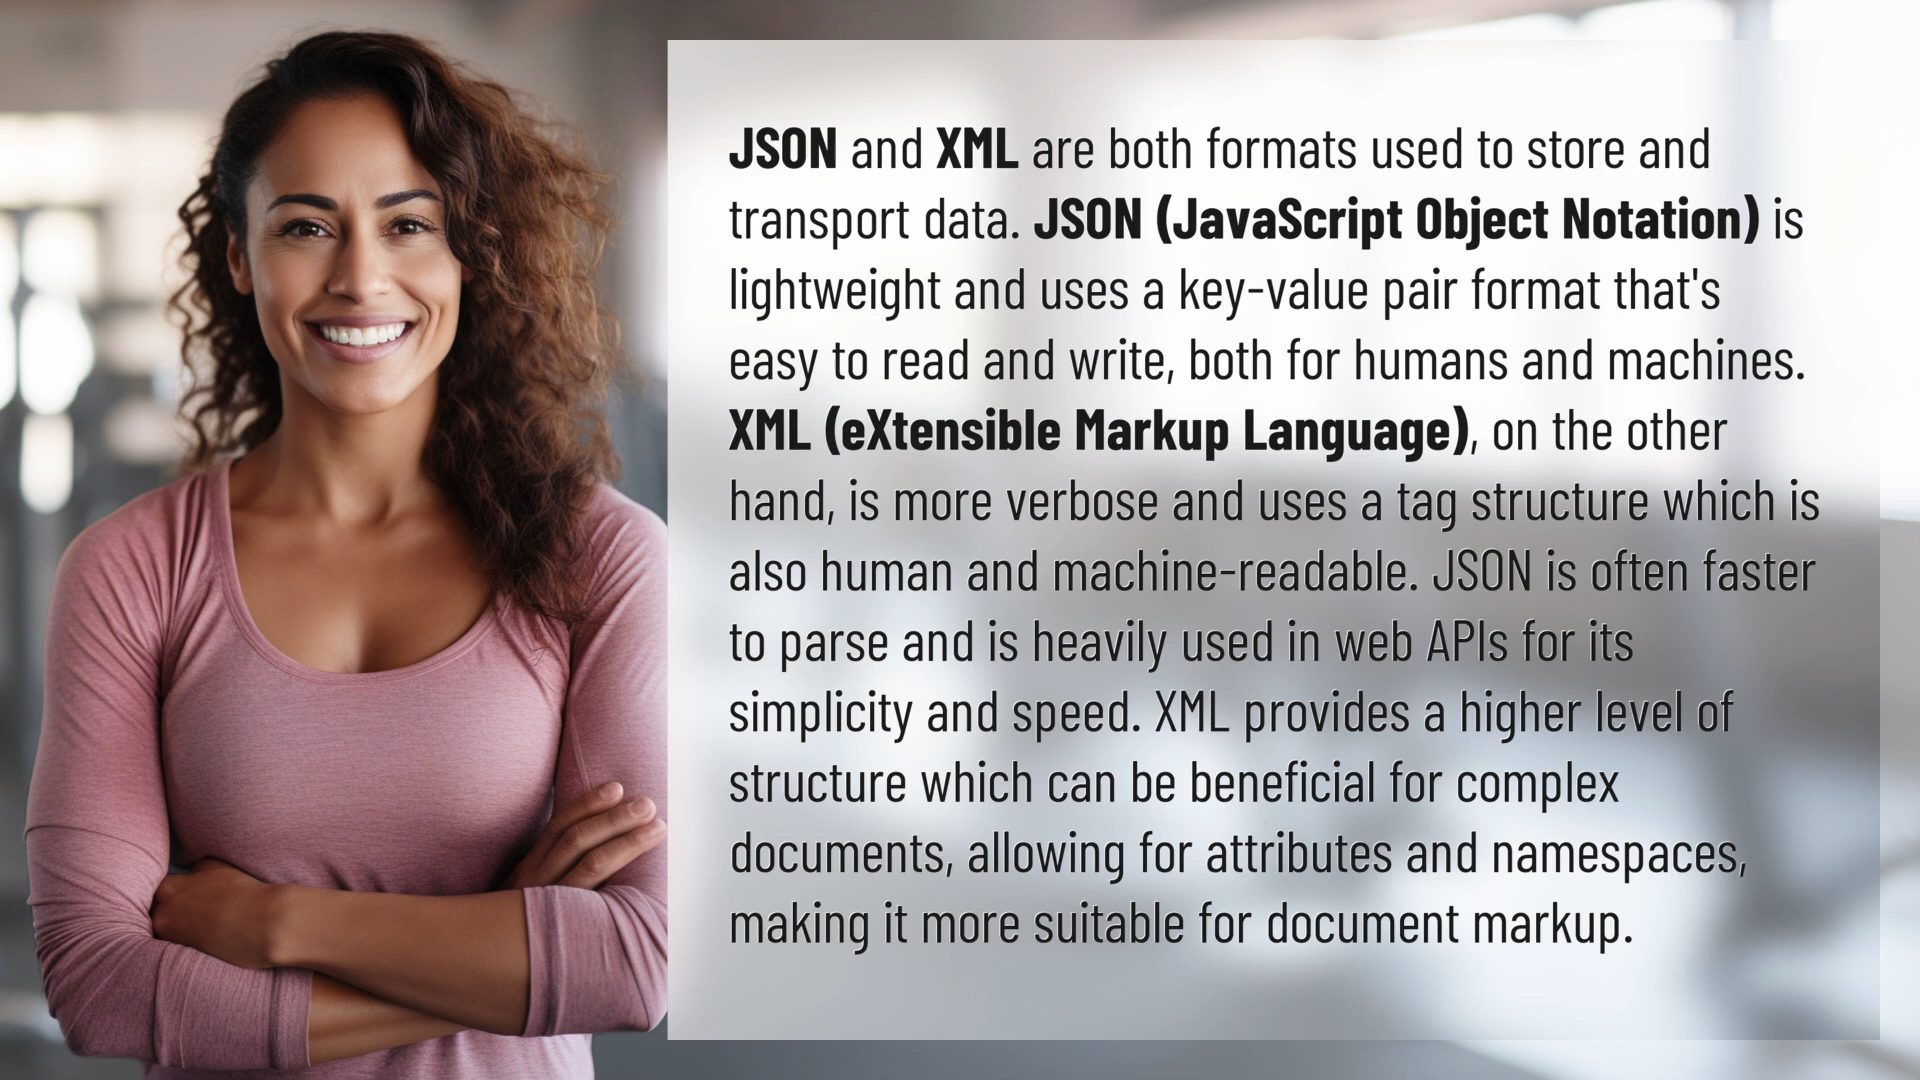 JSON and XML are both formats used to store and
transport data. JSON (JavaScript Object Notation) is
lightweight and uses a key-value pair format that's
easy to read and write, both for humans and machines.
XML (eXtensible Markup Language), on the other
hand, is more verbose and uses a tag structure which is
also human and machine-readable. JSON is often faster
to parse and is heavily used in web APIs for its
simplicity and speed. XML provides a higher level of
structure which can be beneficial for complex
documents, allowing for attributes and namespaces,
making it more suitable for document markup.